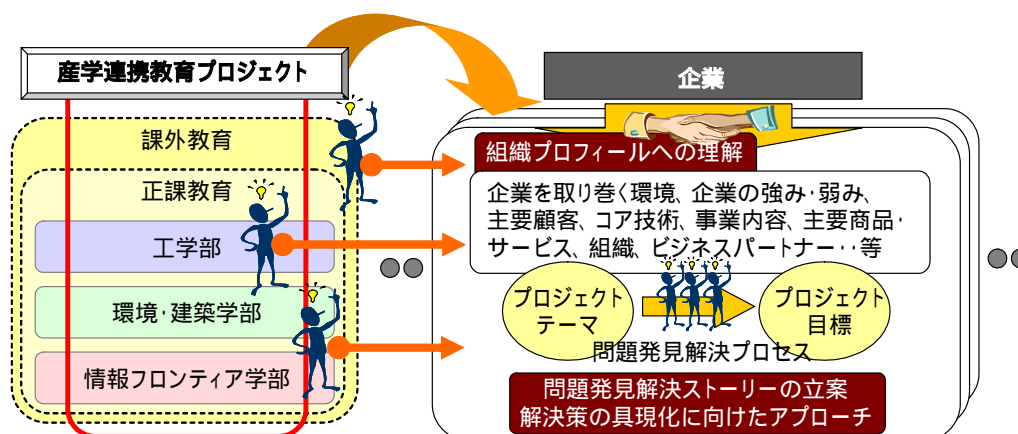 産学連携教育プロジェクト
課外教育
正課教育
工学部
環境・建築学部
情報フロンティア学部
企業
組織プロフィールへの理解
企業を取り巻く環境、企業の強み・弱み、
主要顧客、コア技術、事業内容、主要商品・
サービス、組織、ビジネスパートナー・・等
プロジェクト
テーマ
プロジェクト
目標
問題発見解決プロセス
問題発見解決ストーリーの立案
解決策の具現化に向けたアプローチ